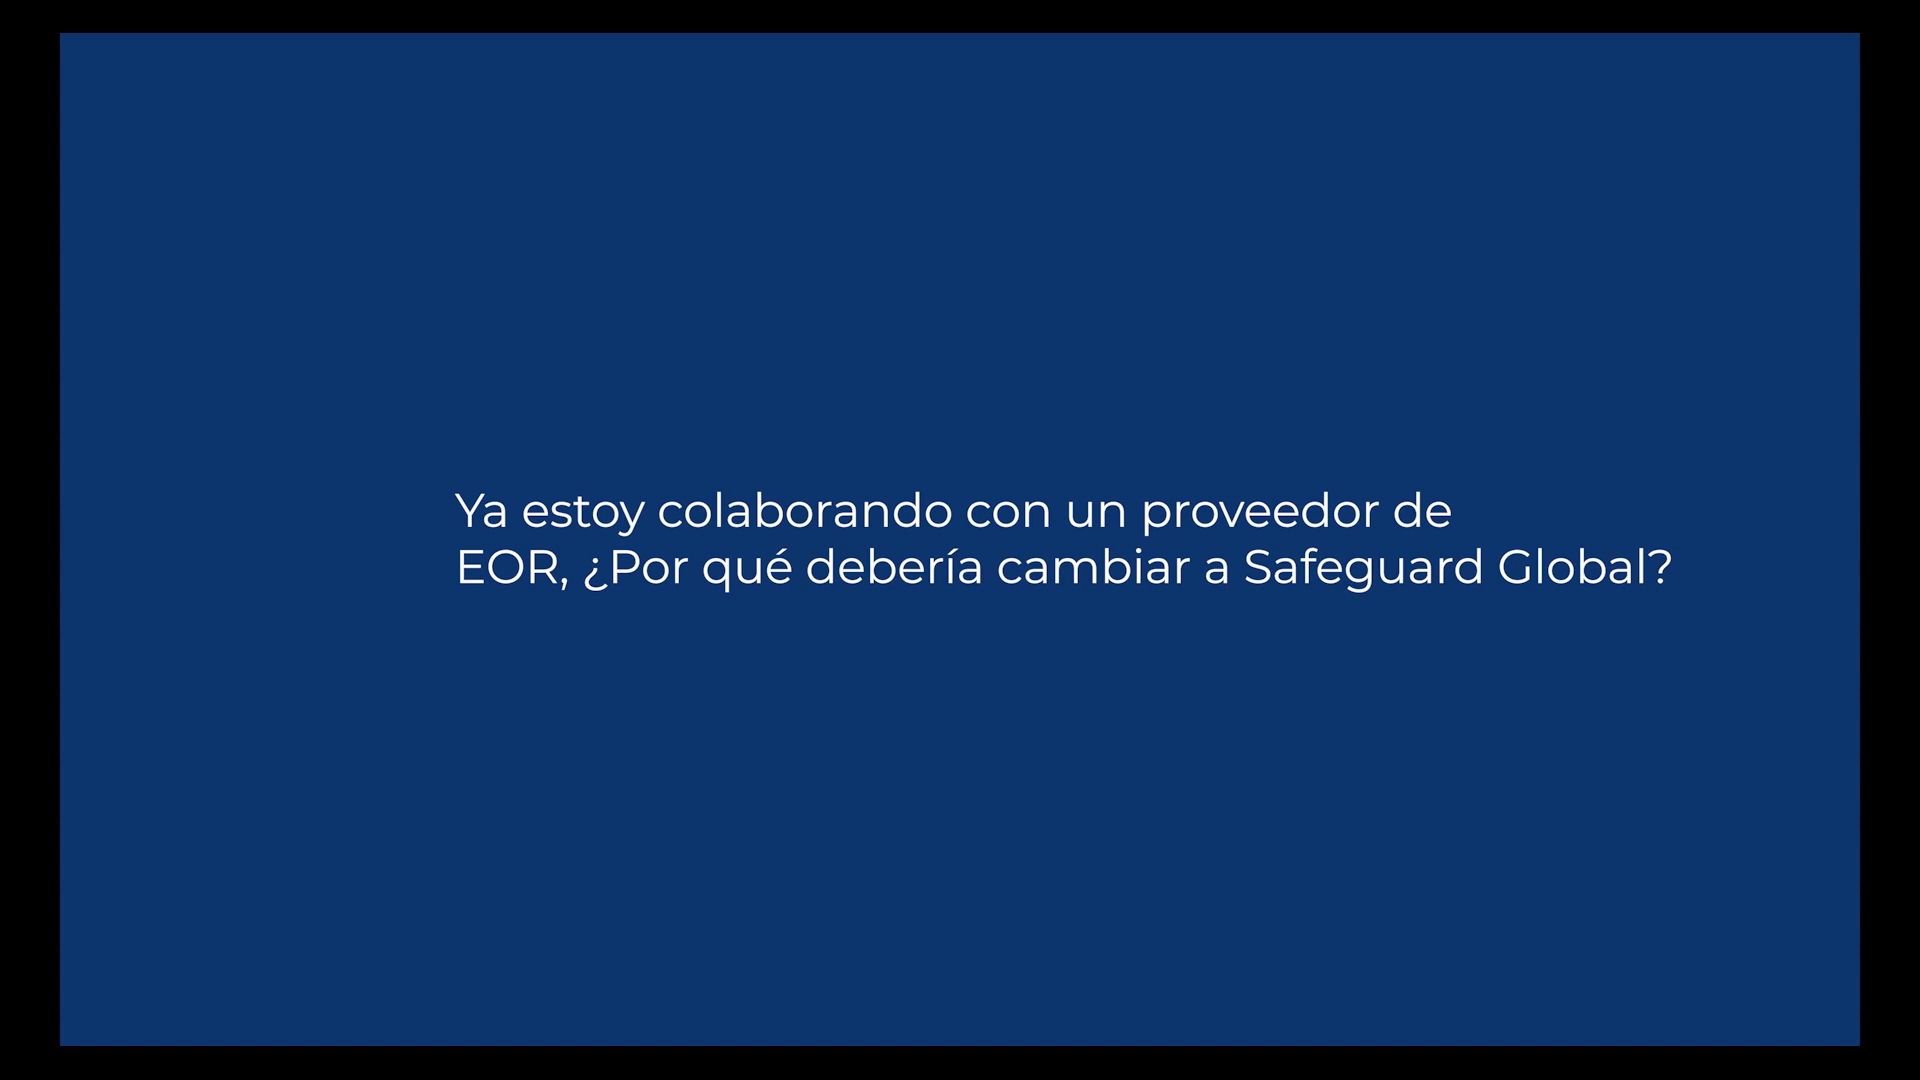 Ya estoy colaborando con un proveedor de
EOR, ¿Por qué debería cambiar a Safeguard Global?